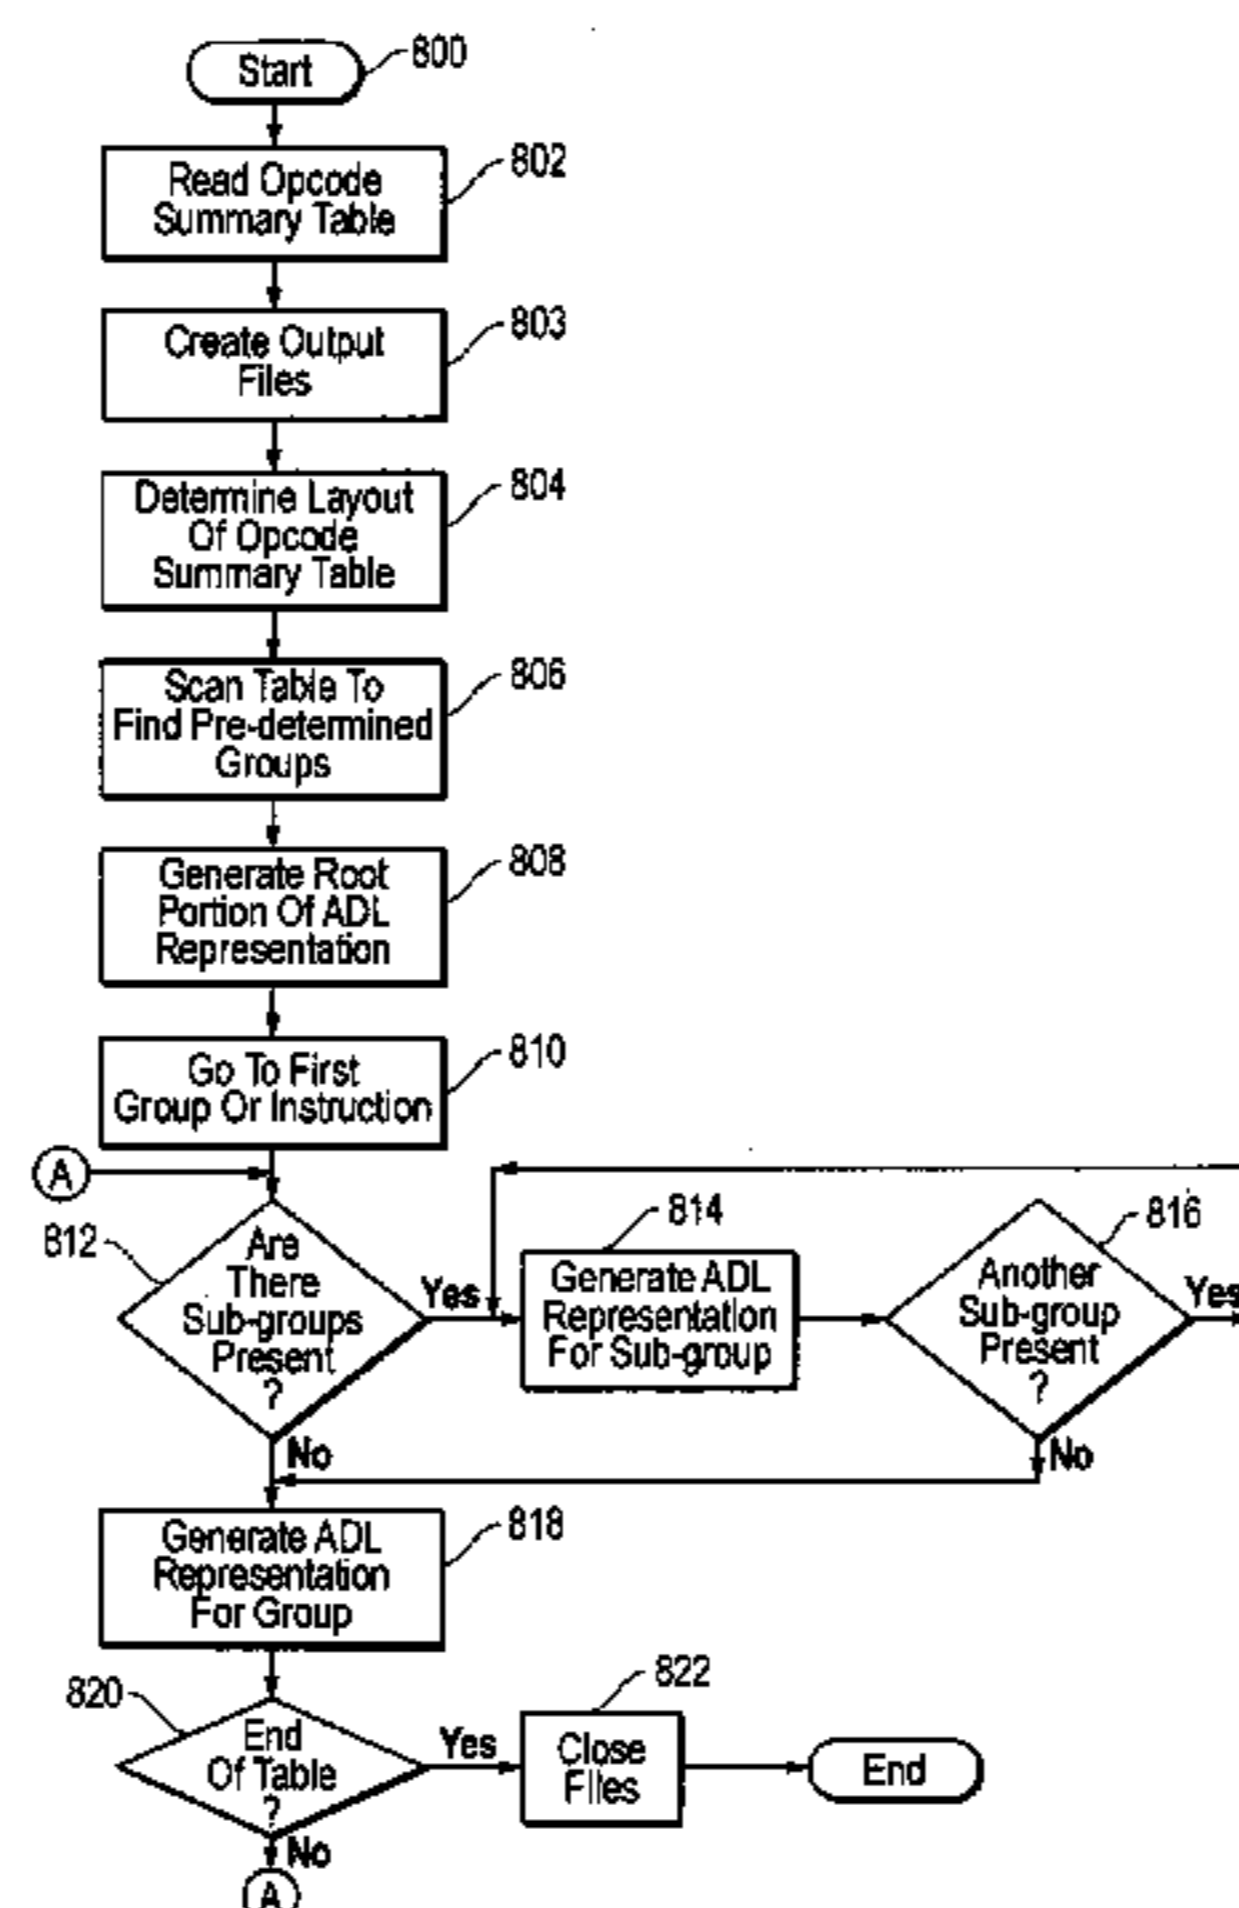 Start
800
Read Opcode
Summary Table
802
Create Output
Files
803
Determine Layout
Of Opcode
Summary Table
804
Scan Table To
Find Pre-determined
Groups
806
Generate Root
Portion Of ADL
Representation
808
Go To First
Group Or Instruction
810
A
812
Are
There
Sub-groups
Present
?
Yes
No
814
Generate ADL
Representation
For Sub-group
816
Another
Sub-group
Present
?
Yes
No
Generate ADL
Representation
For Group
818
820
End
Of Table
?
Yes
No
822
Close
Files
End
A